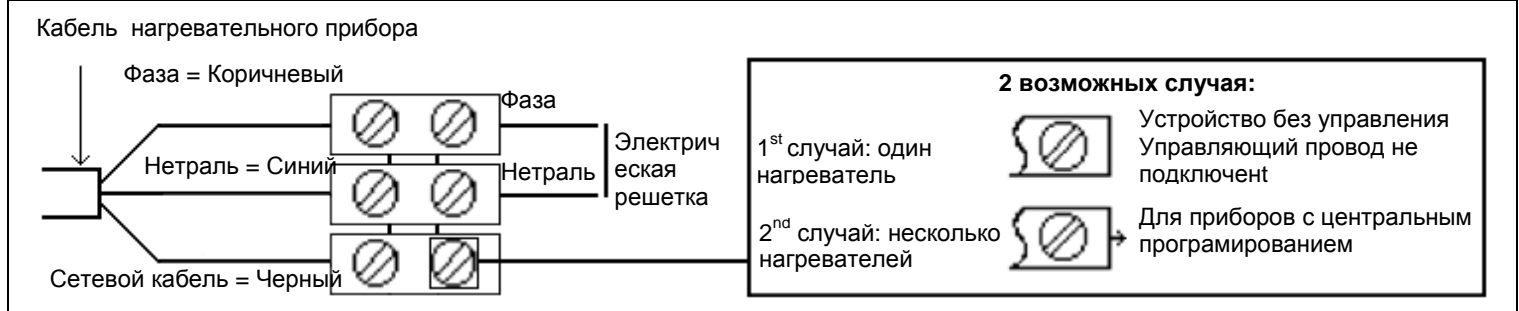 Кабель нагревательного прибора
Фаза = Коричневый
Фаза
Нетраль = Синий
Нетраль
Электрич
еская
решетка
Сетевой кабель = Черный
2 возможных случая:
1st случай: один
нагреватель
Устройство без управления
Управляющий провод не
подключенt
2nd случай: несколько
нагревателей
Для приборов с центральным
програмированием